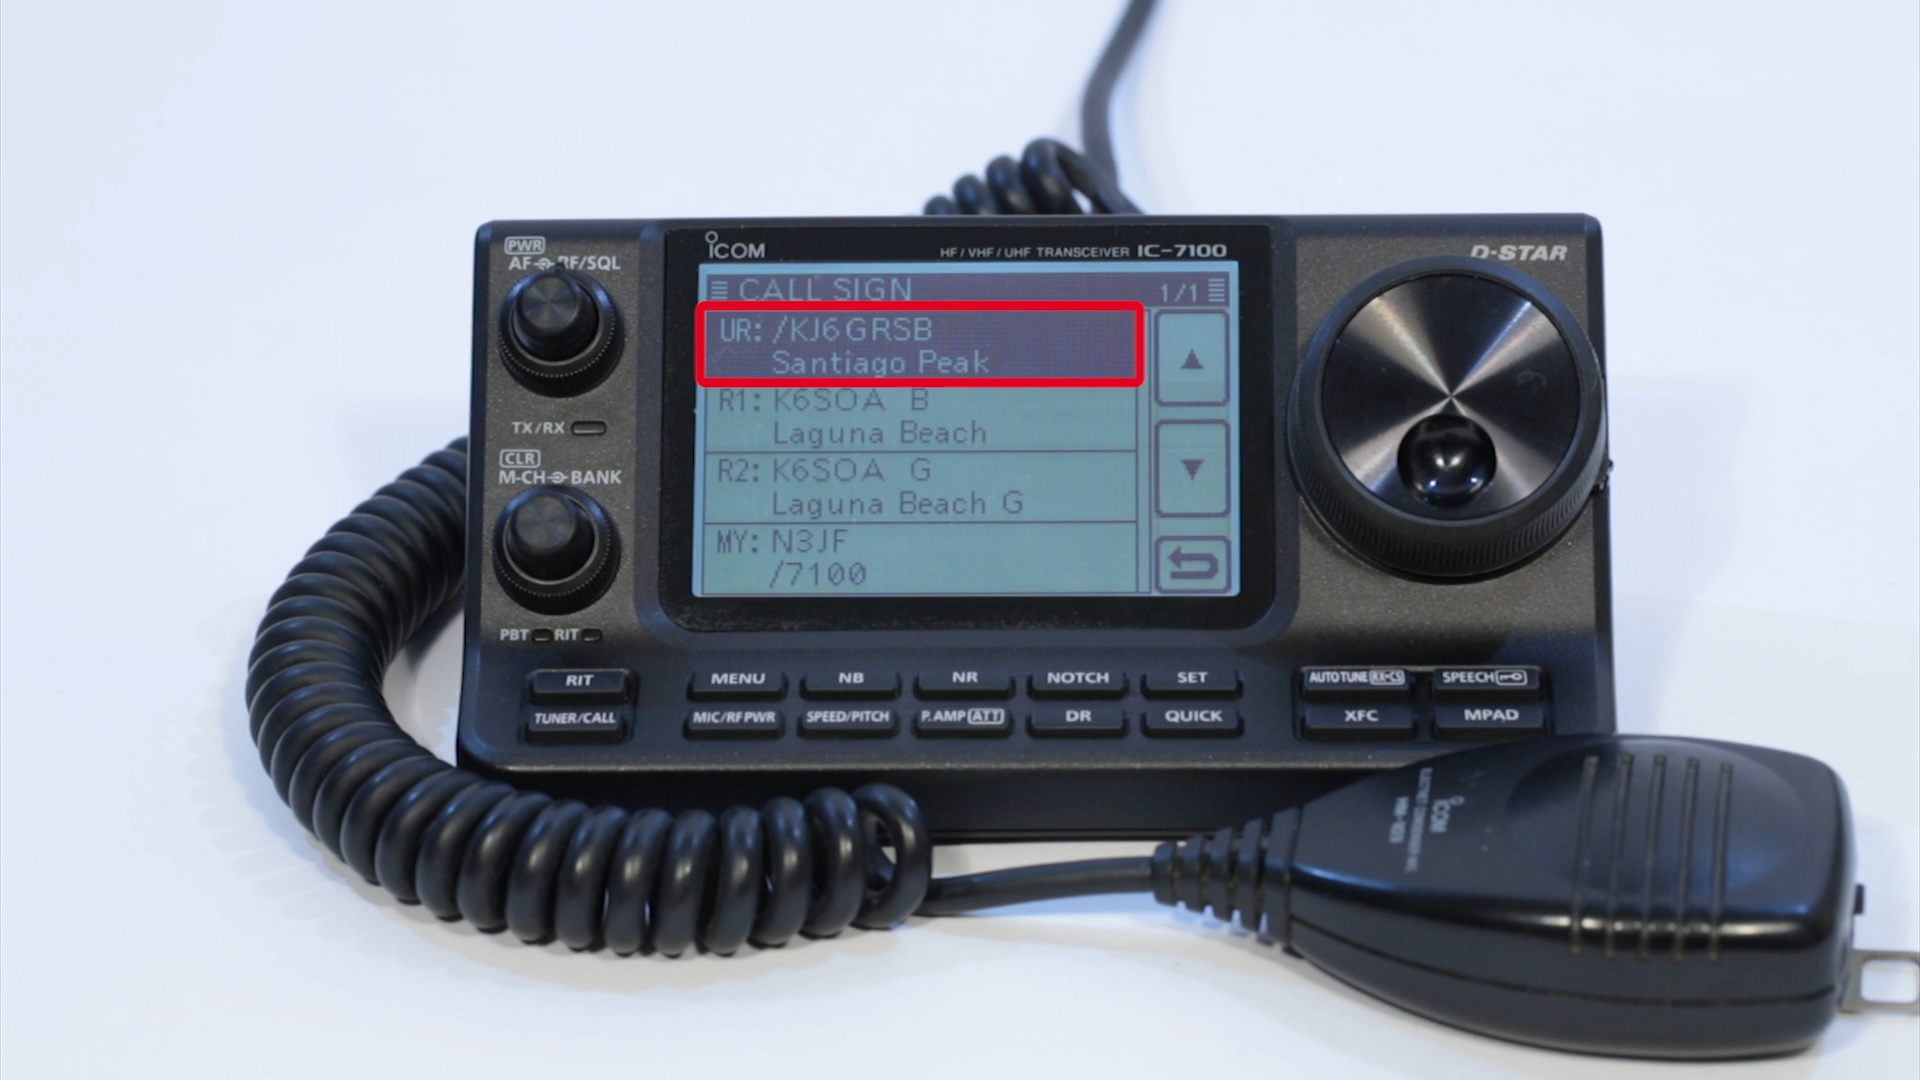 PWR
AF RF/SQL
ICOM
HF/VHF/UHF TRANSCEIVER IC-7100
D-STAR
CALL SIGN 1/1
UR: /KJ6GRSB
Santiago Peak
R1: K6SOA B
Laguna Beach
R2: K6SOA G
Laguna Beach G
MY: N3JF
/7100
TX/RX
CLR
M-CH BANK
PBT RIT
RIT
MENU
NB
NR
NOTCH
SET
AUTOTUNE RX-CS
SPEECH
TUNER/CALL
MIC/RF PWR
SPEED/PITCH
P.AMP ATT
DR
QUICK
XFC
MPAD
ICOM